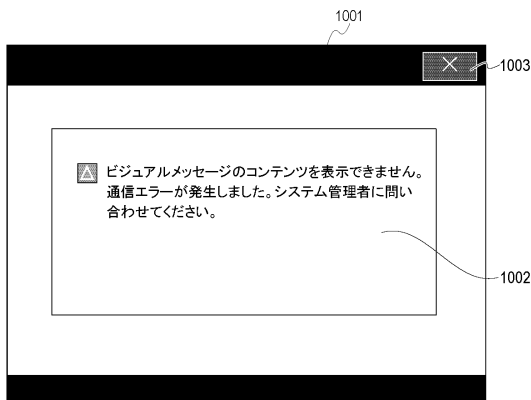 1001
1003
ビジュアルメッセージのコンテンツを表示できません。
通信エラーが発生しました。システム管理者に問い
合わせてください。
1002